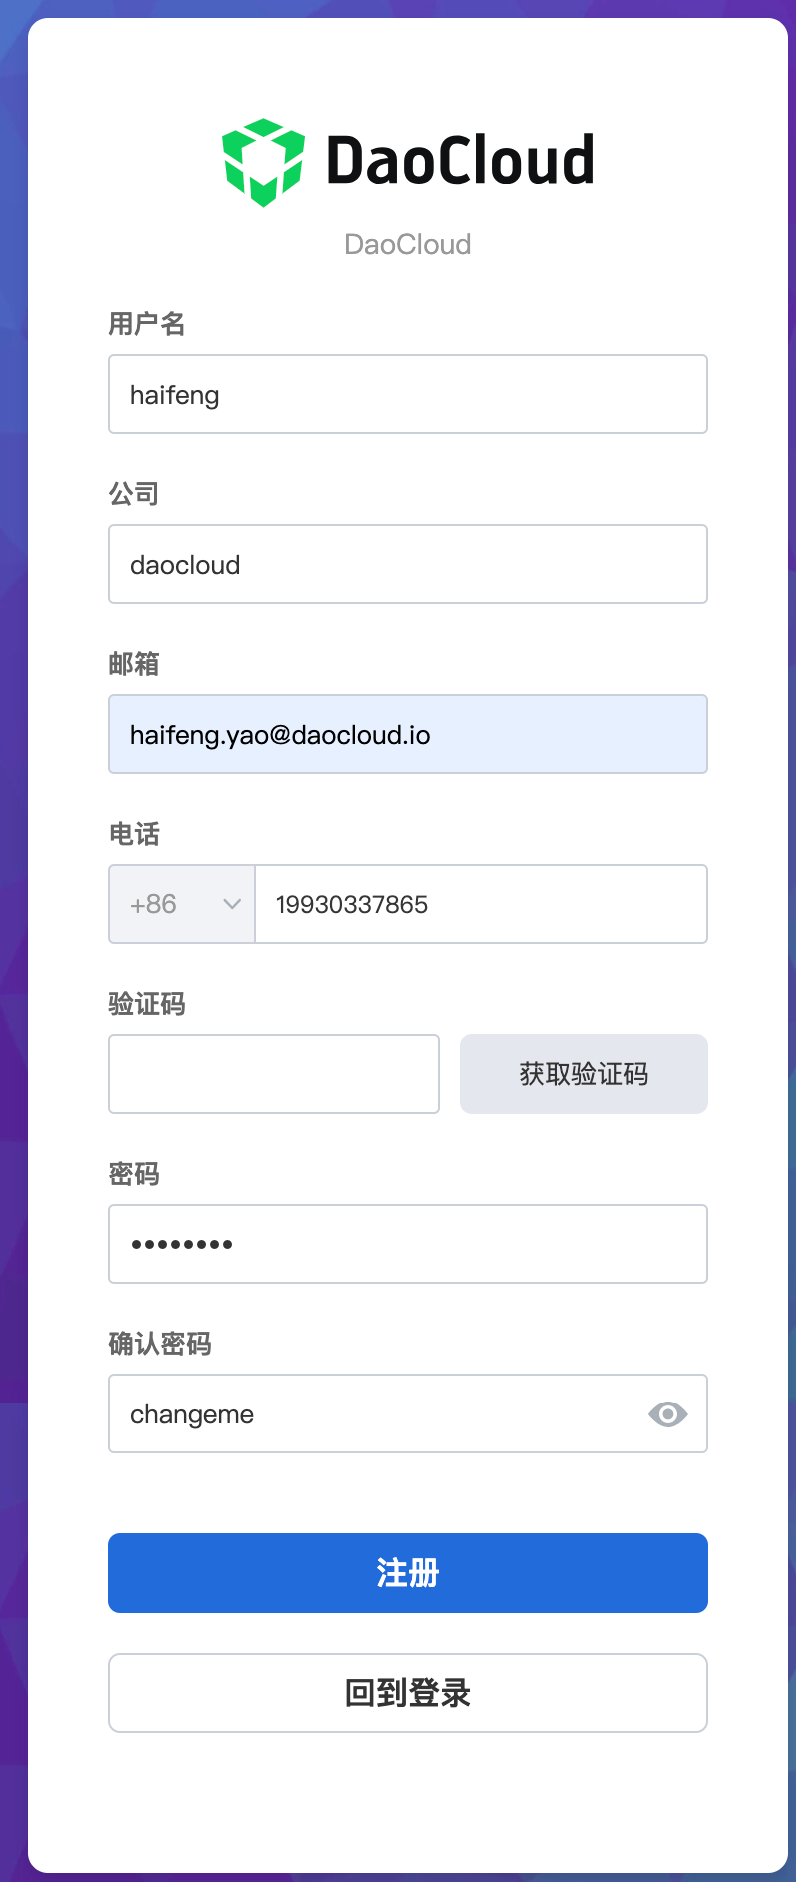 DaoCloud
DaoCloud
用户名
haifeng
公司
daocloud
邮箱
haifeng.yao@daocloud.io
电话
+86 19930337865
验证码
获取验证码
密码
••••••••
确认密码
changeme
注册
回到登录